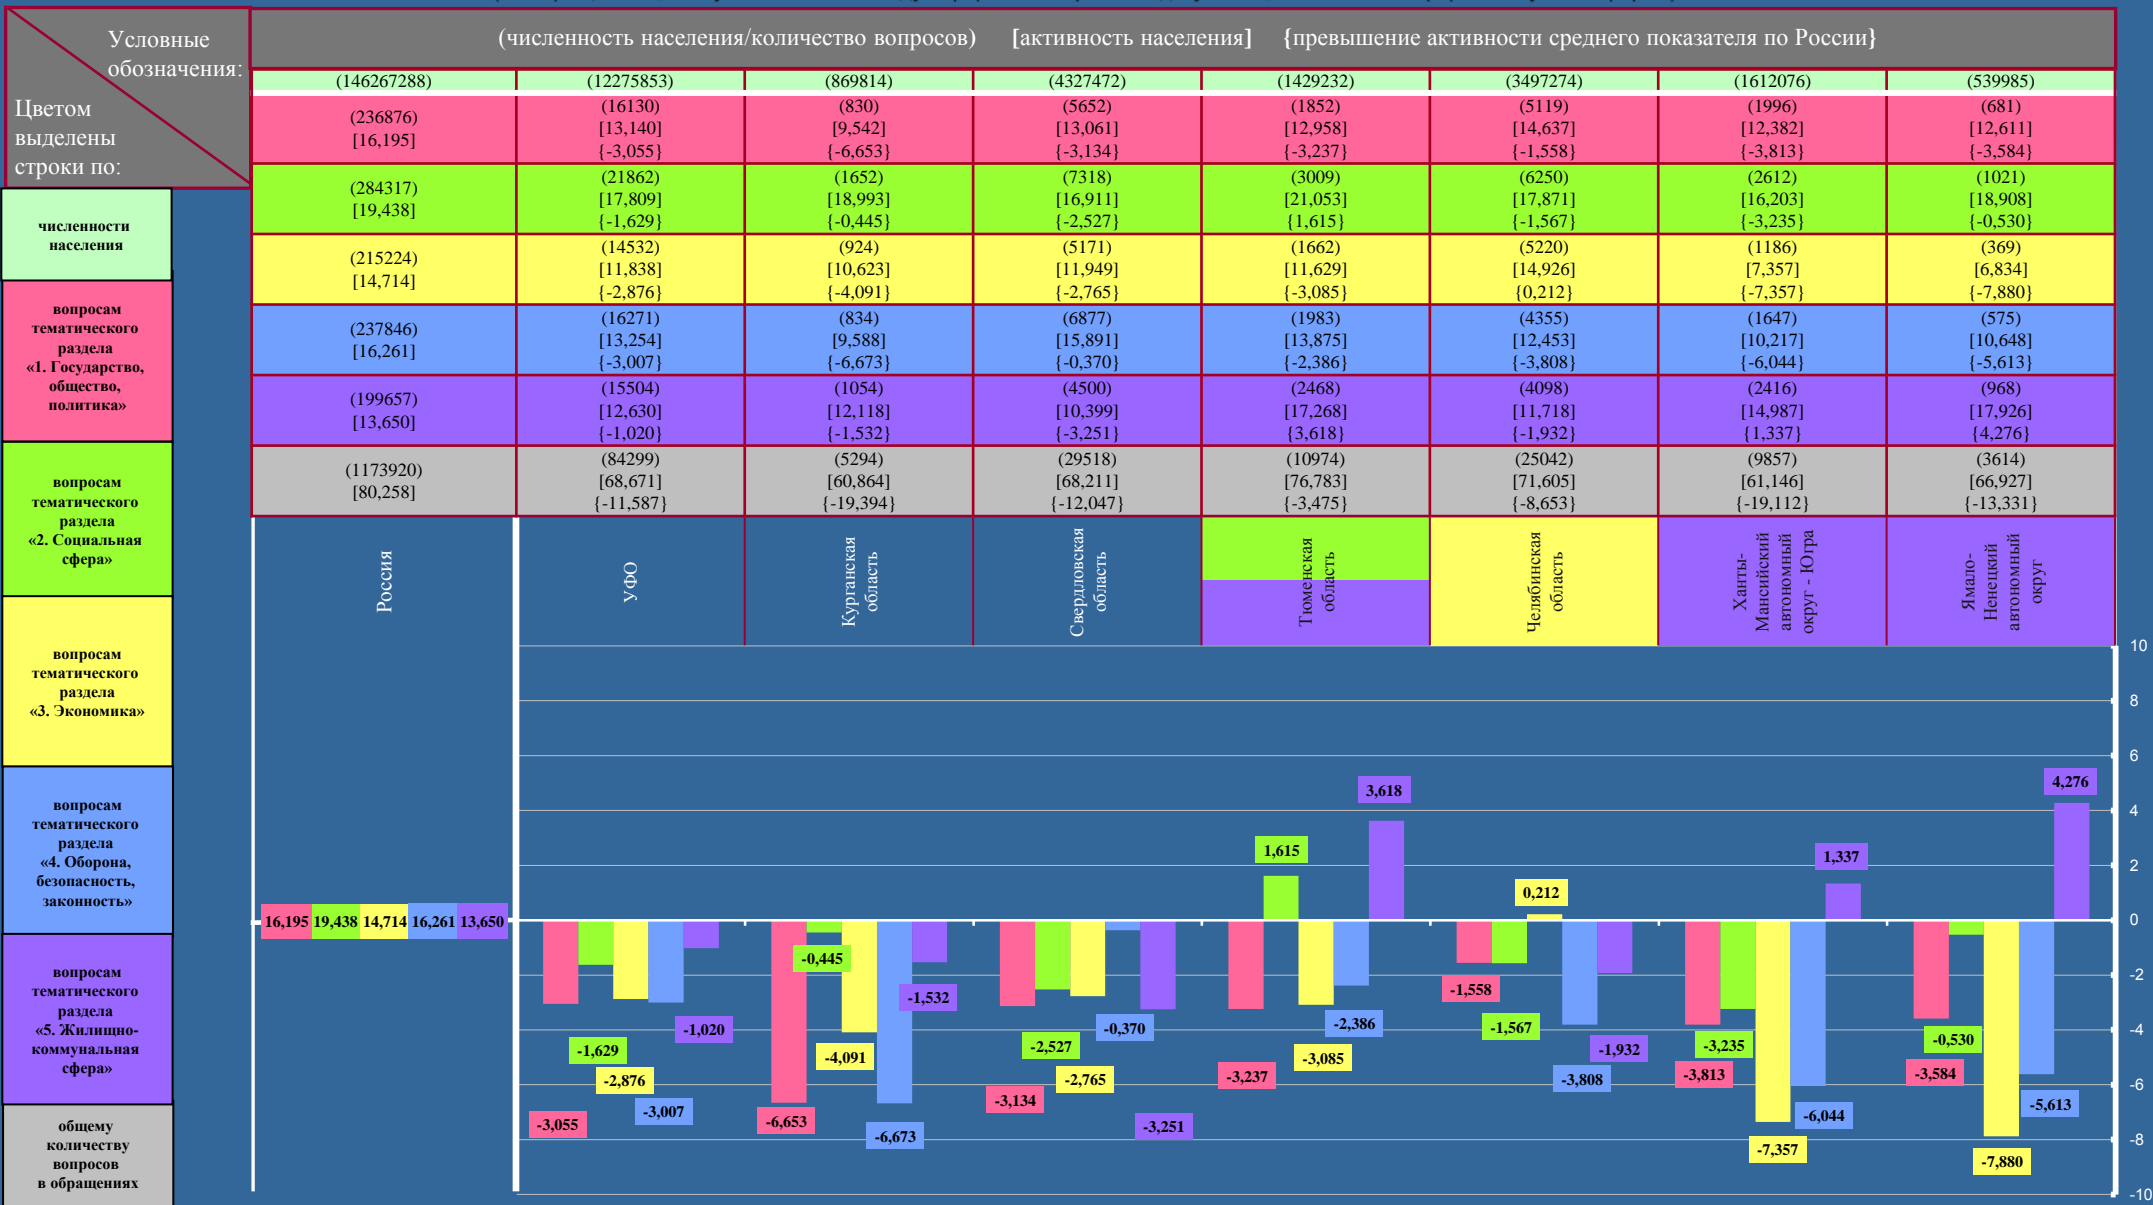 Условные
обозначения:
Цветом
выделены
строки по:
(численность населения/количество вопросов) [активность населения] {превышение активности среднего показателя по России}
(146267288) (12275853) (869814) (4327472) (1429232) (3497274) (1612076) (539985)
(236876)
[16,195]
(16130) (830) (5652) (1852) (5119) (1996) (681)
[13,140] [9,542] [13,061] [12,958] [14,637] [12,382] [12,611]
{-3,055} {-6,653} {-3,134} {-3,237} {-1,558} {-3,813} {-3,584}
(284317)
[19,438]
(21862) (1652) (7318) (3009) (6250) (2612) (1021)
[17,809] [18,993] [16,911] [21,053] [17,871] [16,203] [18,908]
{-1,629} {-0,445} {-2,527} {1,615} {-1,567} {-3,235} {-0,530}
(215224)
[14,714]
(14532) (924) (5171) (1662) (5220) (1186) (369)
[11,838] [10,623] [11,949] [11,629] [14,926] [7,357] [6,834]
{-2,876} {-4,091} {-2,765} {-3,085} {0,212} {-7,357} {-7,880}
(237846)
[16,261]
(16271) (834) (6877) (1983) (4355) (1647) (575)
[13,254] [9,588] [15,891] [13,875] [12,453] [10,217] [10,648]
{-3,007} {-6,673} {-0,370} {-2,386} {-3,808} {-6,044} {-5,613}
(199657)
[13,650]
(15504) (1054) (4500) (2468) (4098) (2416) (968)
[12,630] [12,118] [10,399] [17,268] [11,718] [14,987] [17,926]
{-1,020} {-1,532} {-3,251} {3,618} {-1,932} {1,337} {4,276}
(1173920)
[80,258]
(84299) (5294) (29518) (10974) (25042) (9857) (3614)
[68,671] [60,864] [68,211] [76,783] [71,605] [61,146] [66,927]
{-11,587} {-19,394} {-12,047} {-3,475} {-8,653} {-19,112} {-13,331}
численности
населения
вопросам
тематического
раздела
«1. Государство,
общество,
политика»
вопросам
тематического
раздела
«2. Социальная
сфера»
вопросам
тематического
раздела
«3. Экономика»
вопросам
тематического
раздела
«4. Оборона,
безопасность,
законность»
вопросам
тематического
раздела
«5. Жилищно-
коммунальная
сфера»
общему
количеству
вопросов
в обращениях
Россия
УФО
Курганская
область
Свердловская
область
Тюменская
область
Челябинская
область
Ханты-
Мансийский
автономный
округ - Югра
Ямало-
Ненецкий
автономный
округ
16,195 19,438 14,714 16,261 13,650
-3,055
-1,629
-2,876
-3,007
-1,020
-6,653
-0,445
-4,091
-6,673
-1,532
-3,134
-2,527
-2,765
-0,370
-3,251
-3,237
1,615
-3,085
-2,386
3,618
-1,558
-1,567
0,212
-3,808
-1,932
-3,813
-3,235
-7,357
-6,044
1,337
-3,584
-0,530
-7,880
-5,613
4,276
10
8
6
4
2
0
-2
-4
-6
-8
-10